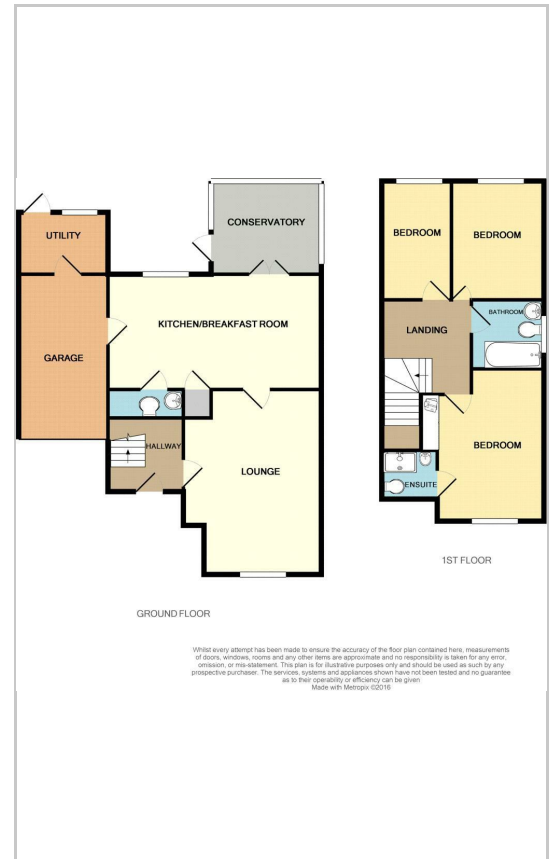 CONSERVATORY
UTILITY
KITCHEN/BREAKFAST ROOM
GARAGE
HALLWAY
LOUNGE
GROUND FLOOR
BEDROOM
BEDROOM
BATHROOM
LANDING
BEDROOM
ENSUITE
1ST FLOOR
Whilst every attempt has been made to ensure the accuracy of the floor plan contained here, measurements
of doors, windows, rooms and any other items are approximate and no responsibility is taken for any error,
omission, or mis-statement. This plan is for illustrative purposes only and should be used as such by any
prospective purchaser. The services, systems and appliances shown have not been tested and no guarantee
as to their operability or efficiency can be given
Made with Metropix ©2016